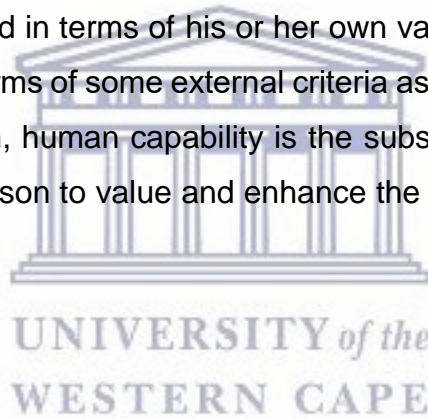 d in terms of his or her own va
rms of some external criteria as
, human capability is the subs
son to value and enhance the
UNIVERSITY of the
WESTERN CAPE